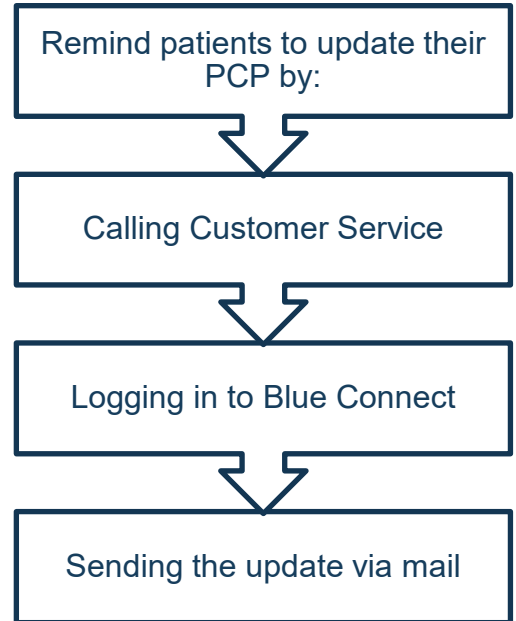 Remind patients to update their
PCP by:
Calling Customer Service
Logging in to Blue Connect
Sending the update via mail